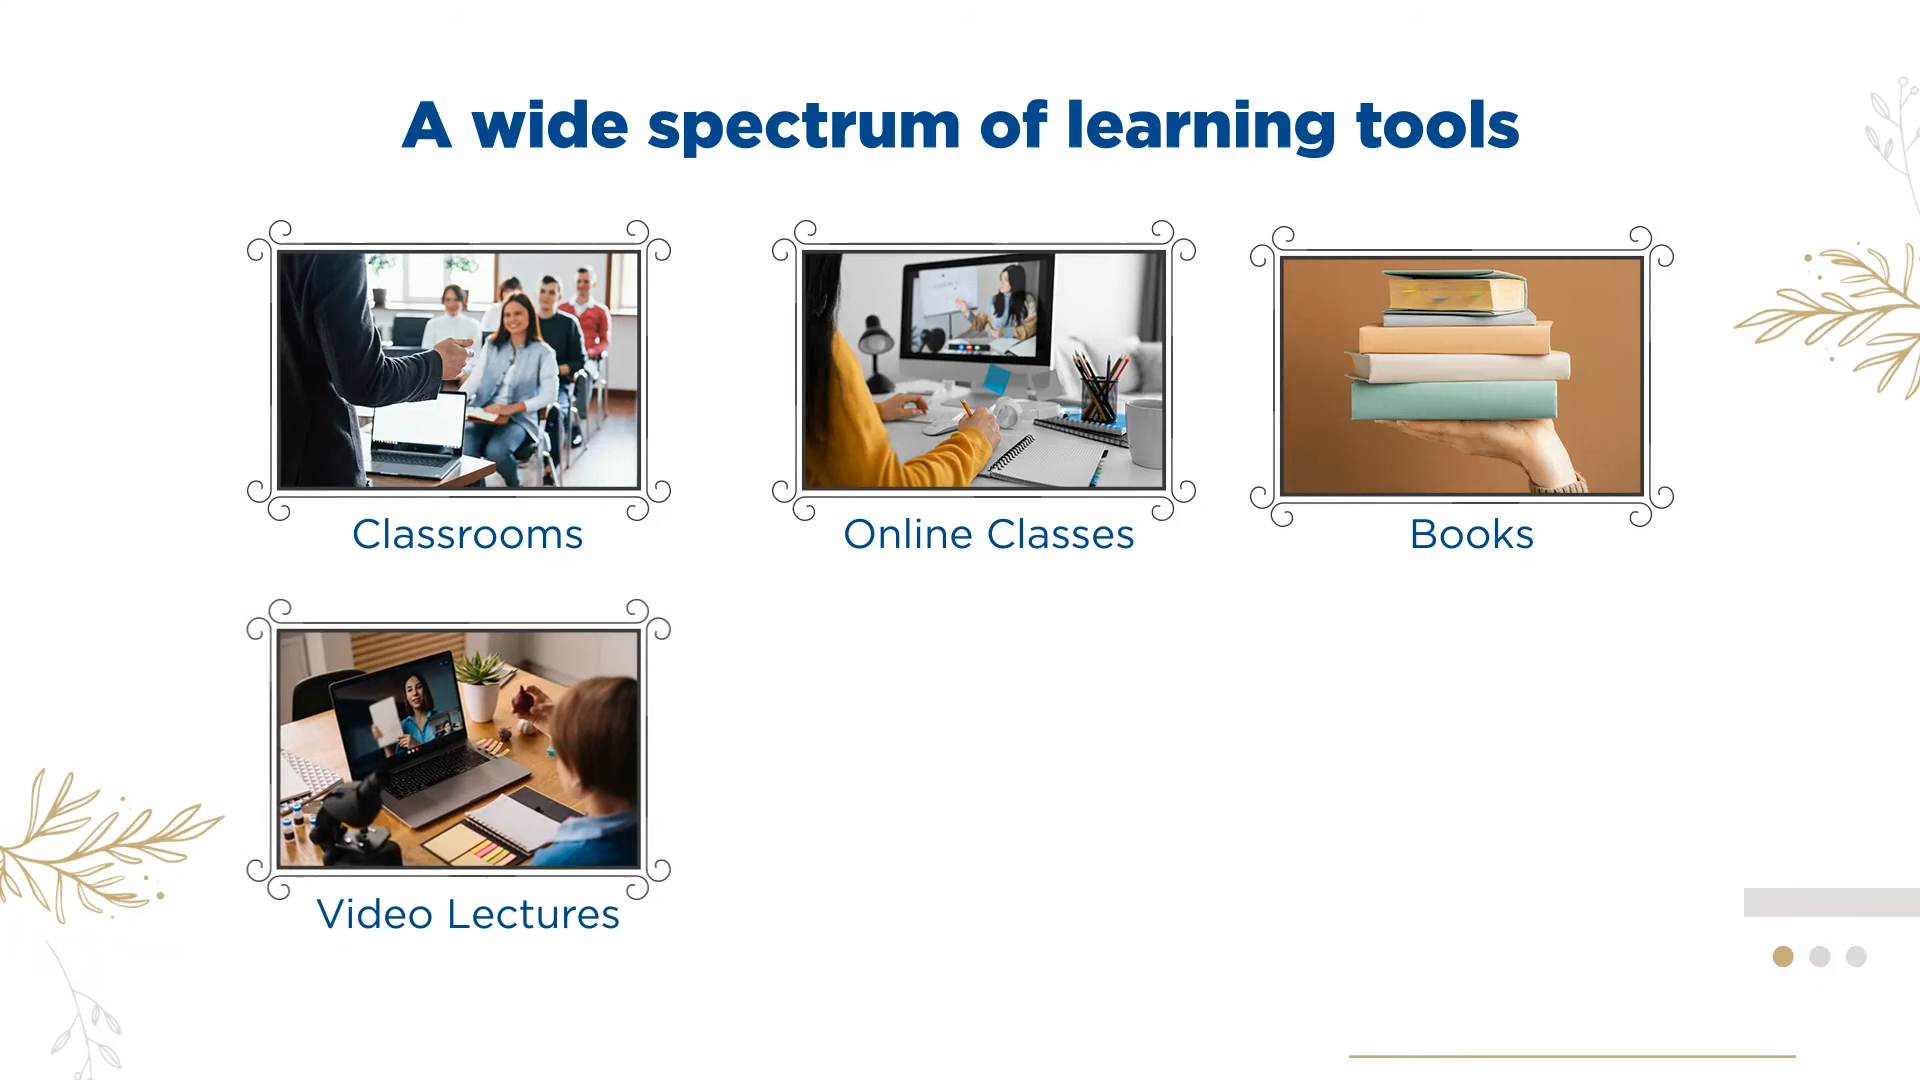 A wide spectrum of learning tools
Classrooms
Online Classes
Books
Video Lectures